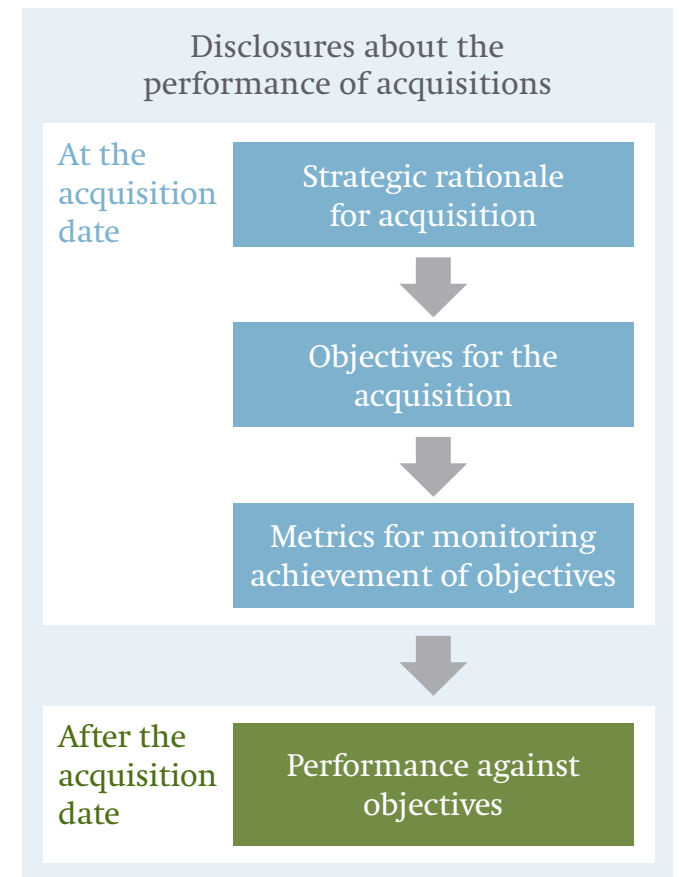 Disclosures about the
performance of acquisitions
At the
acquisition
date
Strategic rationale
for acquisition
Objectives for the
acquisition
Metrics for monitoring
achievement of objectives
After the
acquisition
date
Performance against
objectives